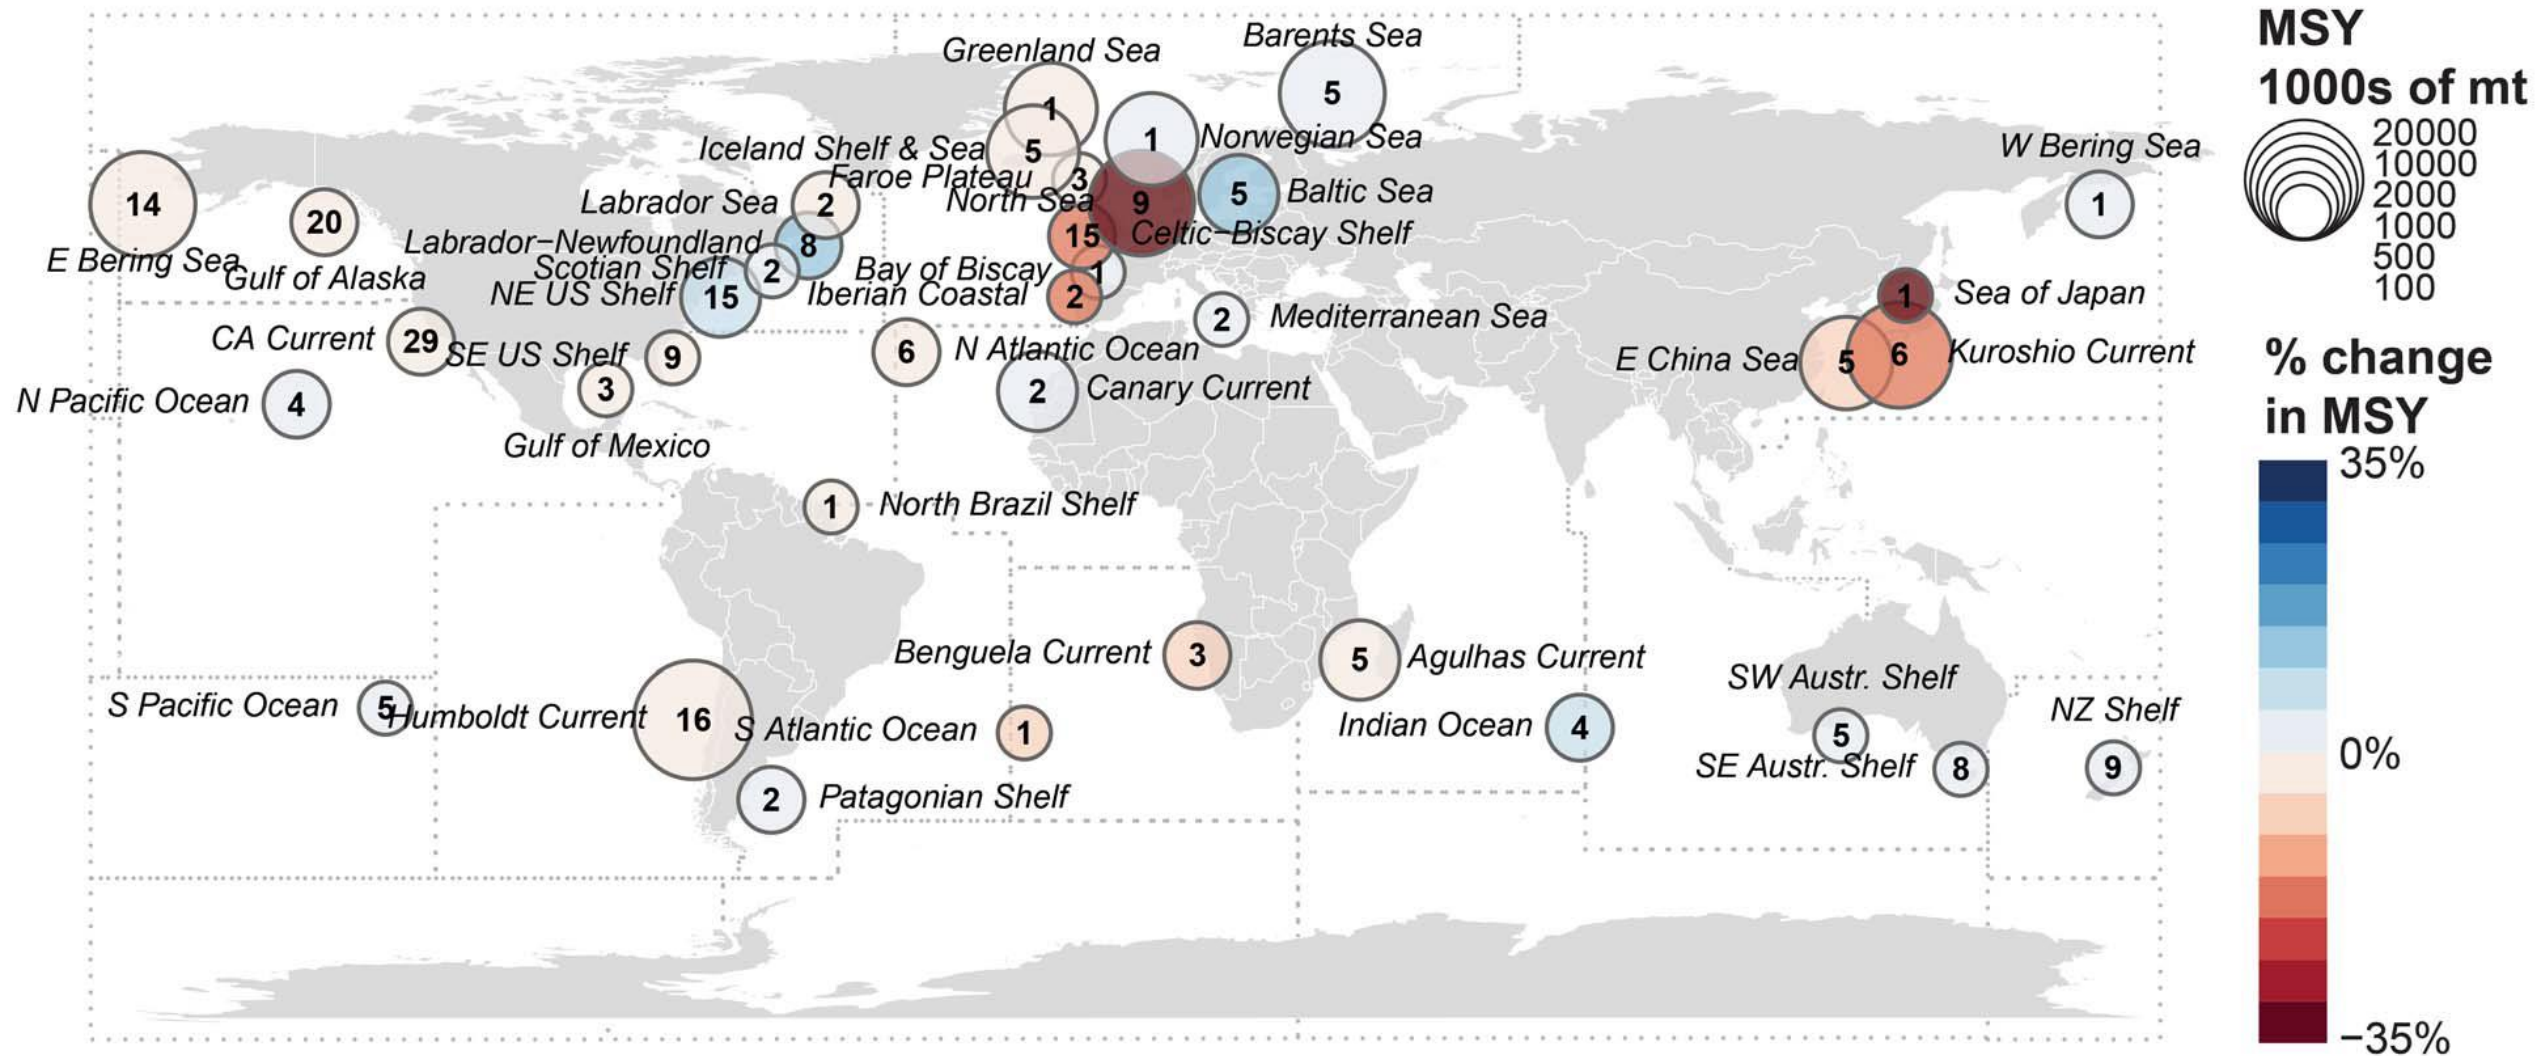 Greenland Sea
Barents Sea
1
5
5
1
Iceland Shelf & Sea
Norwegian Sea
W Bering Sea
3
Faroe Plateau
14
20
Labrador Sea
2
North Sea
9
5
Baltic Sea
1
E Bering Sea
Gulf of Alaska
Labrador−Newfoundland
8
15
Celtic−Biscay Shelf
Scotian Shelf
2
Bay of Biscay
1
NE US Shelf
15
Iberian Coastal
2
Mediterranean Sea
2
1
Sea of Japan
CA Current
29
SE US Shelf
9
6
N Atlantic Ocean
E China Sea
5
6
Kuroshio Current
N Pacific Ocean
4
3
Gulf of Mexico
2
Canary Current
1
North Brazil Shelf
Benguela Current
3
5
Agulhas Current
S Pacific Ocean
5
Humboldt Current
16
S Atlantic Ocean
1
Indian Ocean
4
SW Austr. Shelf
5
SE Austr. Shelf
8
NZ Shelf
9
2
Patagonian Shelf
MSY
1000s of mt
20000
10000
2000
1000
500
100
% change
in MSY
35%
0%
−35%